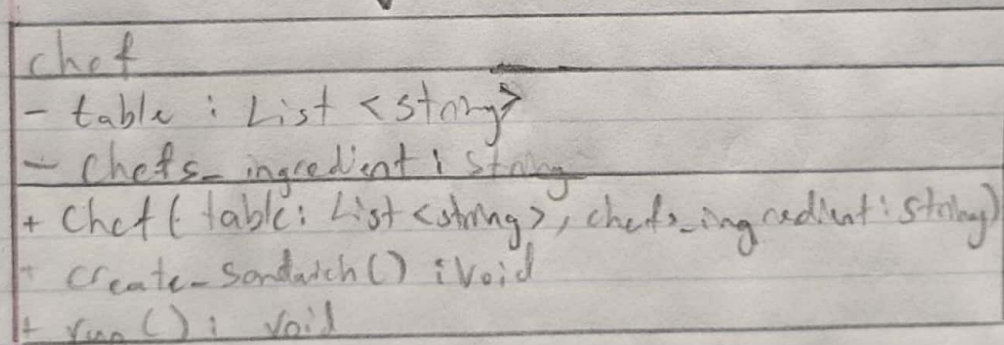 chef
- table : List <string>
- Chefs_ingredient : string
+ Chef( table: List <string>, chefs_ingredient : string)
+ create_sandwich() : Void
+ run() : void